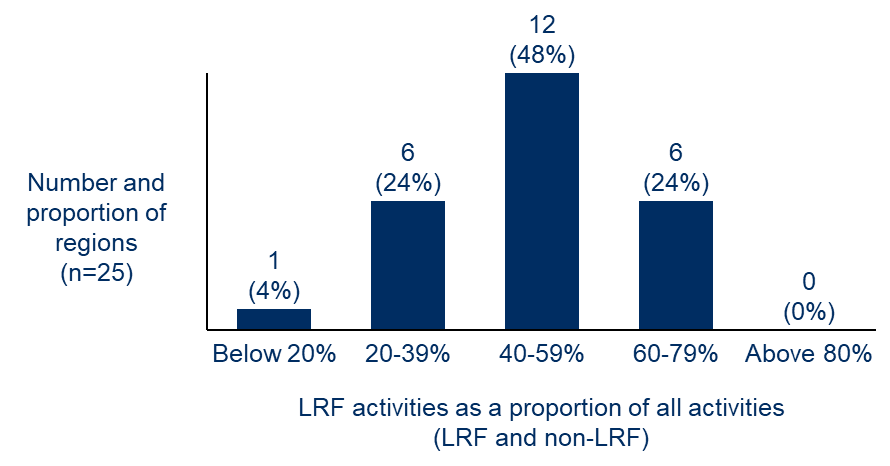 12
(48%)
6
(24%)
6
(24%)
Number and
proportion of
regions
(n=25)
1
(4%)
0
(0%)
Below 20%
20-39%
40-59%
60-79%
Above 80%
LRF activities as a proportion of all activities
(LRF and non-LRF)